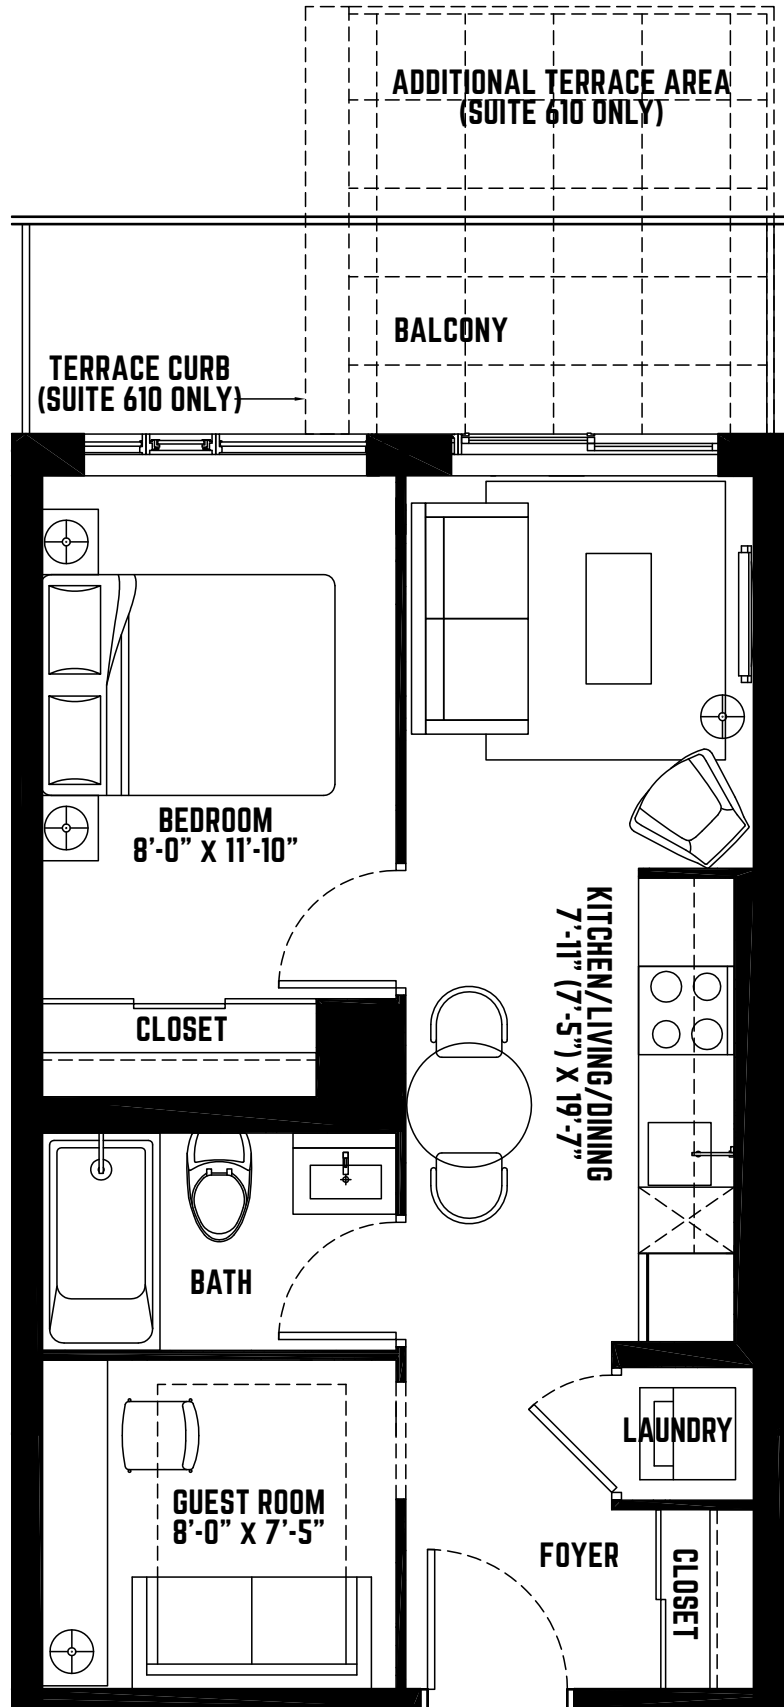 ADDITIONAL TERRACE AREA
(SUITE 610 ONLY)
BALCONY
TERRACE CURB
(SUITE 610 ONLY)
BEDROOM
8'-0" X 11'-10"
KITCHEN/LIVING/DINING
7'-11" (7'-5") X 19'-7"
CLOSET
BATH
LAUNDRY
GUEST ROOM
8'-0" X 7'-5"
FOYER
CLOSET